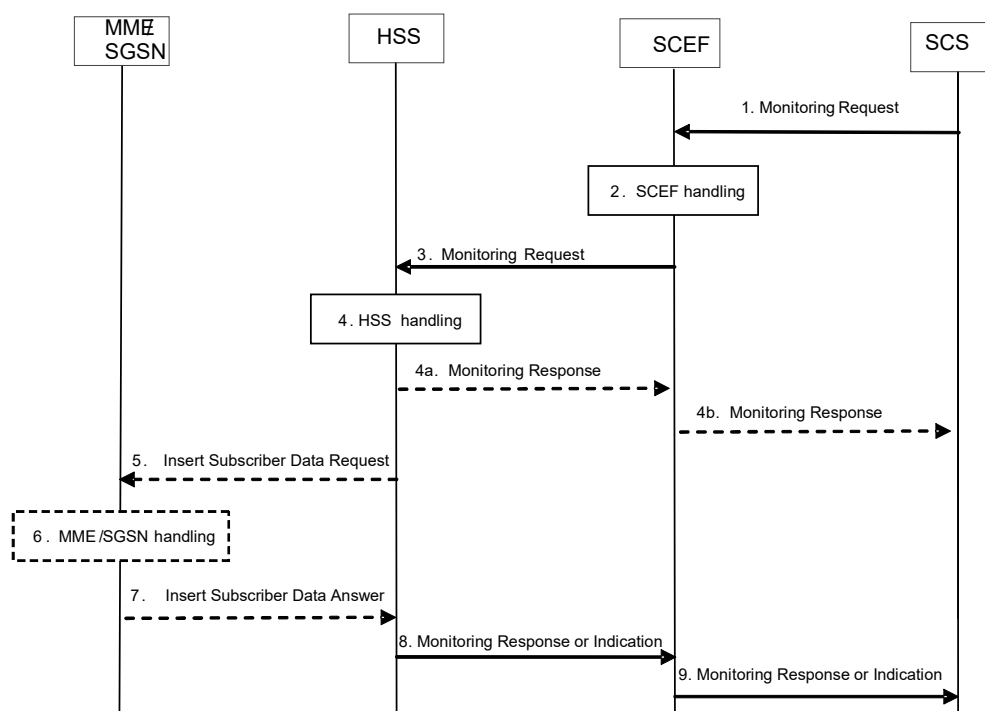 MME/
SGSN
HSS
SCEF
SCS
1. Monitoring Request
2. SCEF handling
3. Monitoring Request
4. HSS handling
4a. Monitoring Response
4b. Monitoring Response
5. Insert Subscriber Data Request
6. MME/SGSN handling
7. Insert Subscriber Data Answer
8. Monitoring Response or Indication
9. Monitoring Response or Indication